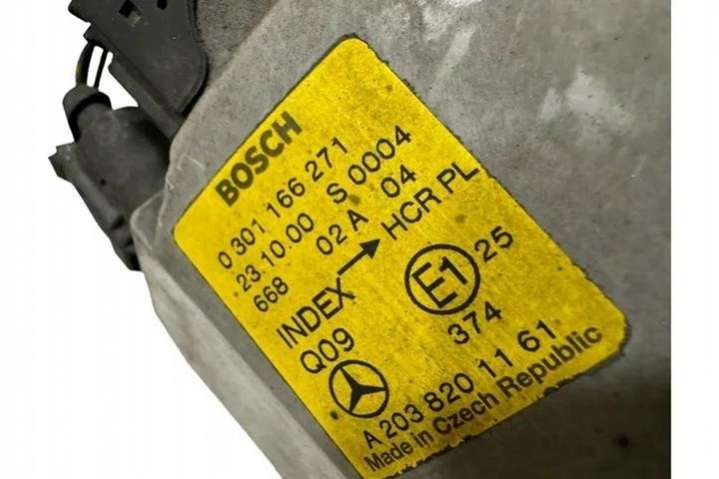 BOSCH
0 301 166 271
23.10.00 S 0004
668 02 A 04
INDEX → HCR PL
Q09 E1 25
374
A 203 820 11 61
Made in Czech Republic